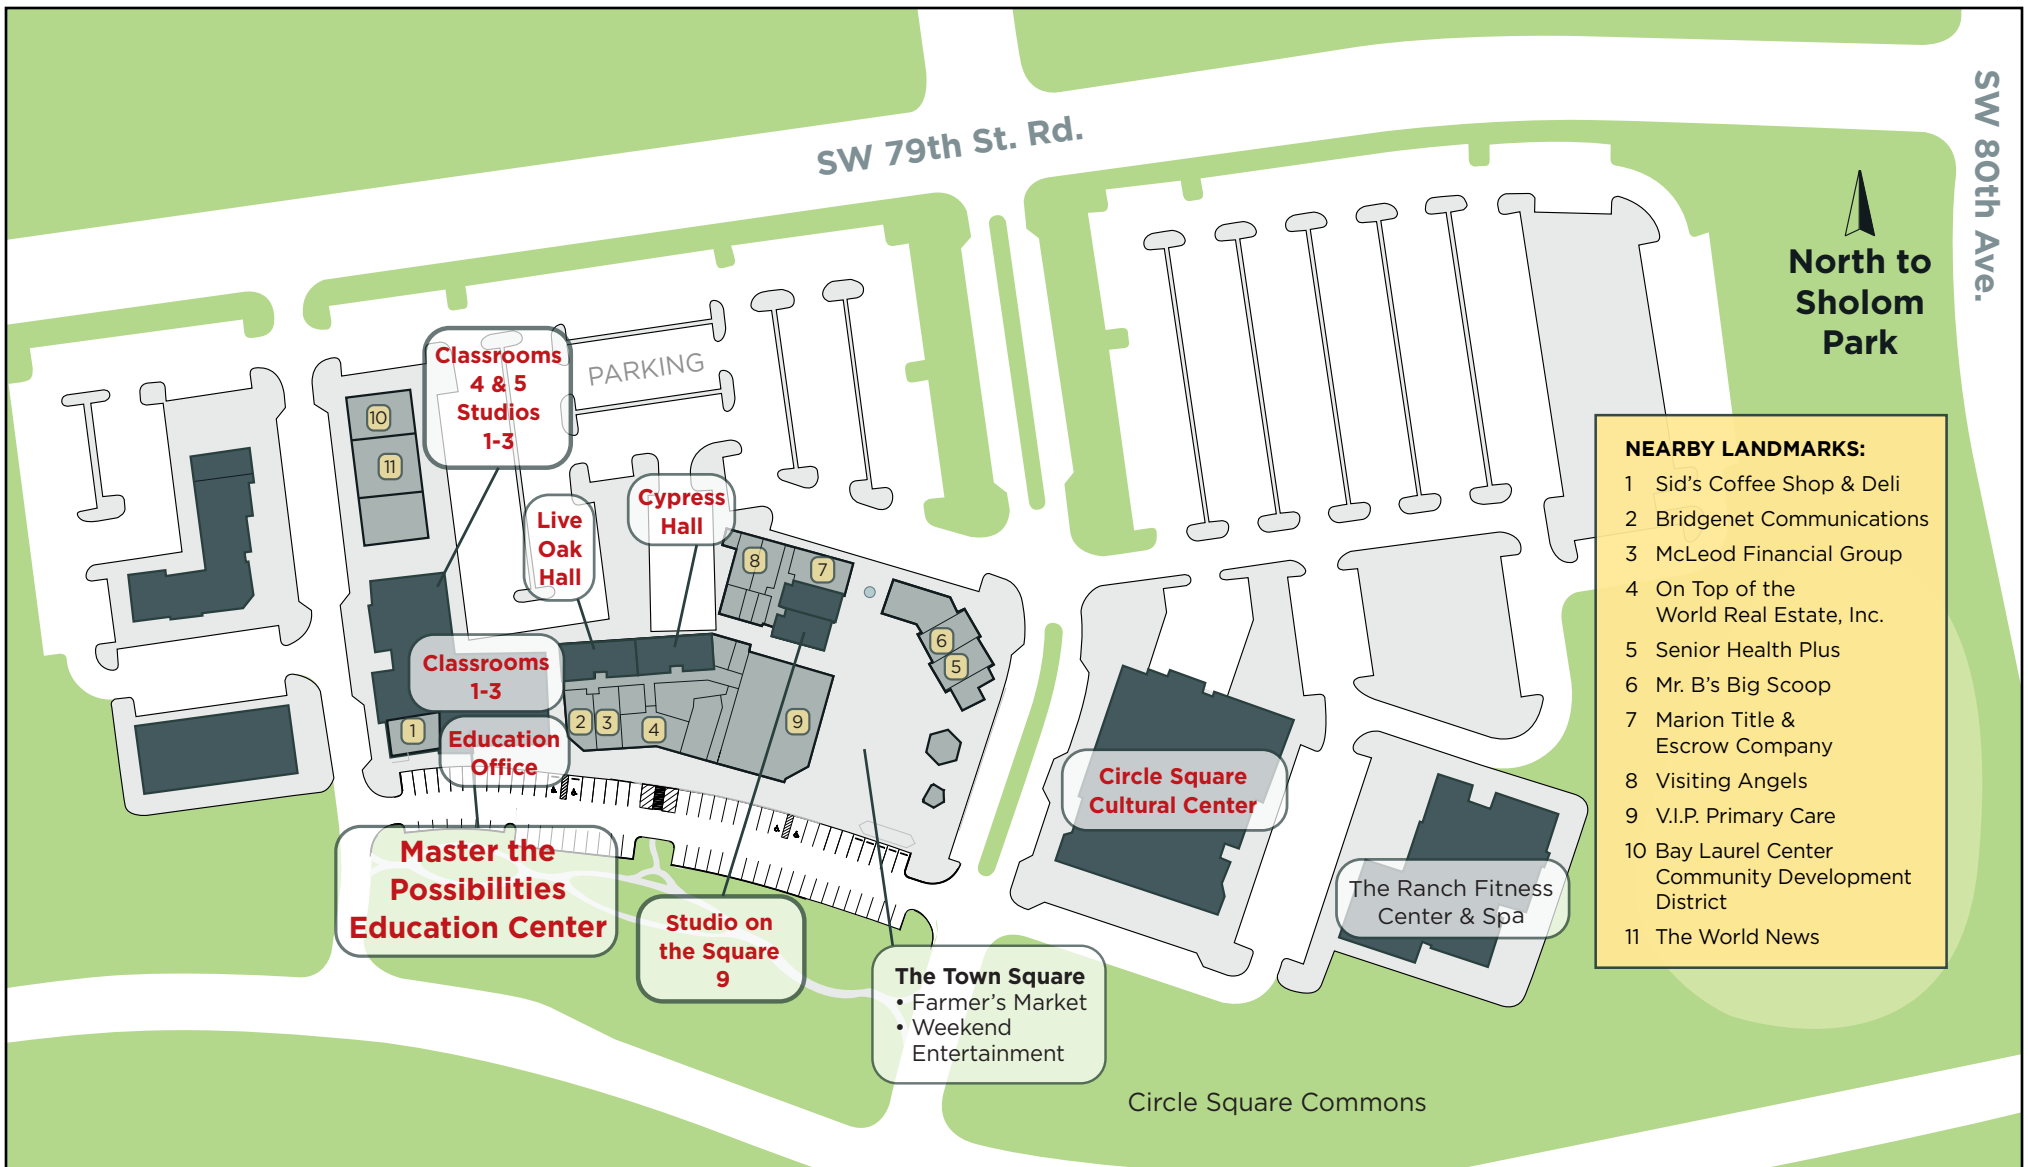 SW 79th St. Rd.
SW 80th Ave.
North to
Sholom
Park
PARKING
Classrooms
4 & 5
Studios
1-3
10
11
Live
Oak
Hall
Cypress
Hall
8
7
6
5
Classrooms
1-3
1
2
3
4
9
Education
Office
Master the
Possibilities
Education Center
Studio on
the Square
9
The Town Square
• Farmer's Market
• Weekend
Entertainment
Circle Square
Cultural Center
The Ranch Fitness
Center & Spa
Circle Square Commons
NEARBY LANDMARKS:
1 Sid's Coffee Shop & Deli
2 Bridgenet Communications
3 McLeod Financial Group
4 On Top of the
World Real Estate, Inc.
5 Senior Health Plus
6 Mr. B's Big Scoop
7 Marion Title &
Escrow Company
8 Visiting Angels
9 V.I.P. Primary Care
10 Bay Laurel Center
Community Development
District
11 The World News